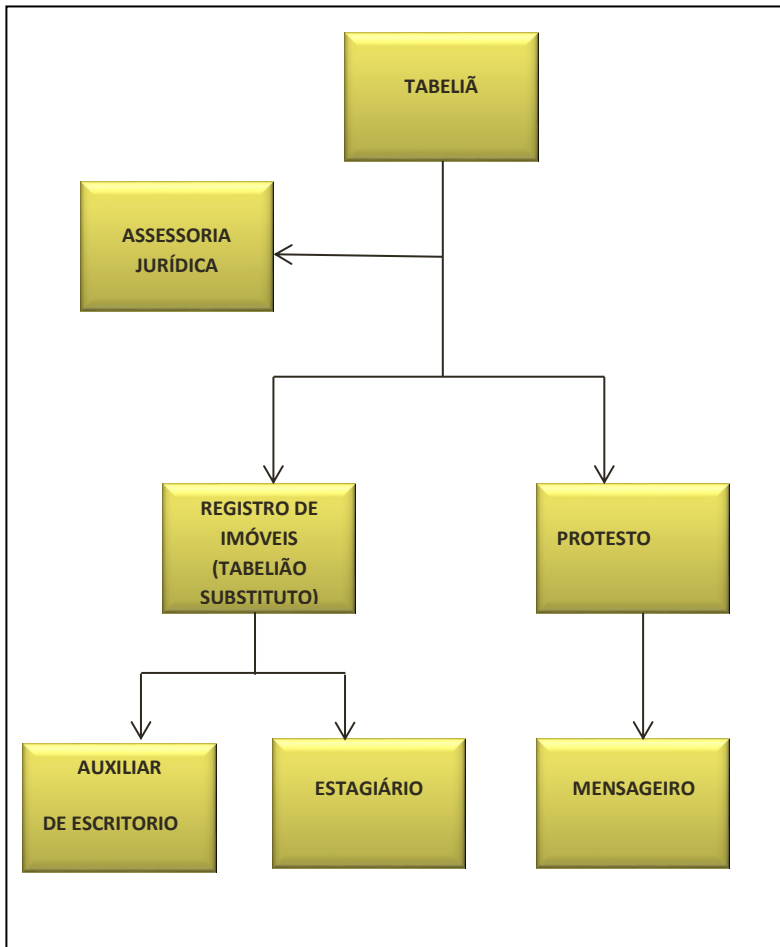 TABELIÃ
ASSESSORIA
JURÍDICA
REGISTRO DE
IMÓVEIS
(TABELIÃO
SUBSTITUTO)
PROTESTO
AUXILIAR
DE ESCRITORIO
ESTAGIÁRIO
MENSAGEIRO